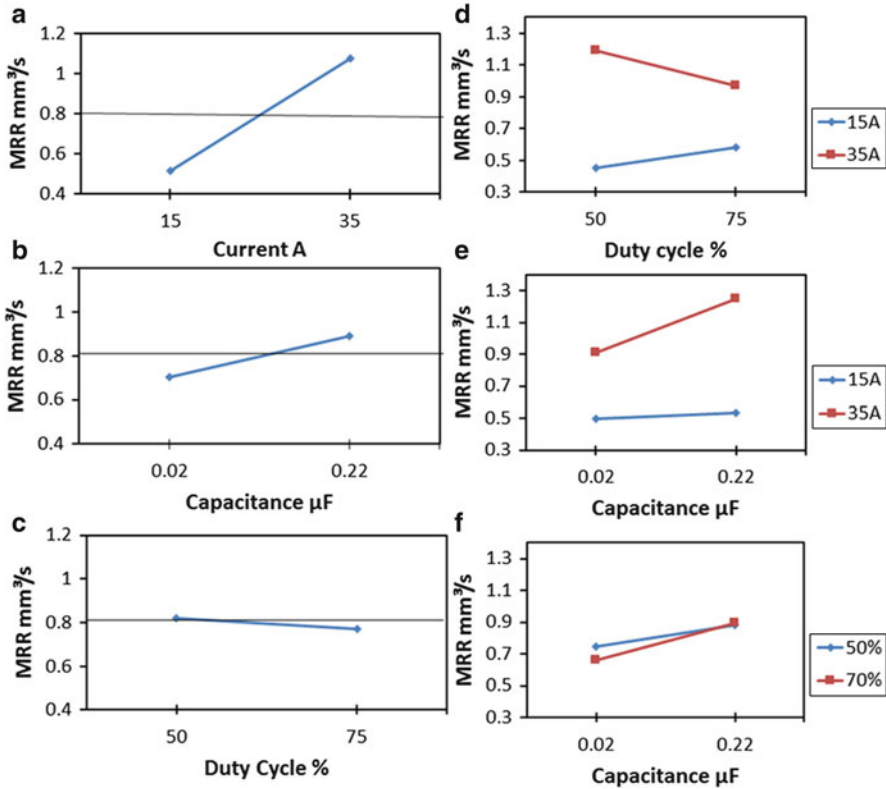 a
MRR mm³/s
1.2
1
0.8
0.6
0.4
15
35
Current A
b
MRR mm³/s
1.2
1
0.8
0.6
0.4
0.02
0.22
Capacitance µF
c
MRR mm³/s
1.2
1
0.8
0.6
0.4
50
75
Duty Cycle %
d
MRR mm³/s
1.3
1.1
0.9
0.7
0.5
0.3
50
75
Duty cycle %
15A
35A
e
MRR mm³/s
1.3
1.1
0.9
0.7
0.5
0.3
0.02
0.22
Capacitance µF
15A
35A
f
MRR mm³/s
1.3
1.1
0.9
0.7
0.5
0.3
0.02
0.22
Capacitance µF
50%
70%